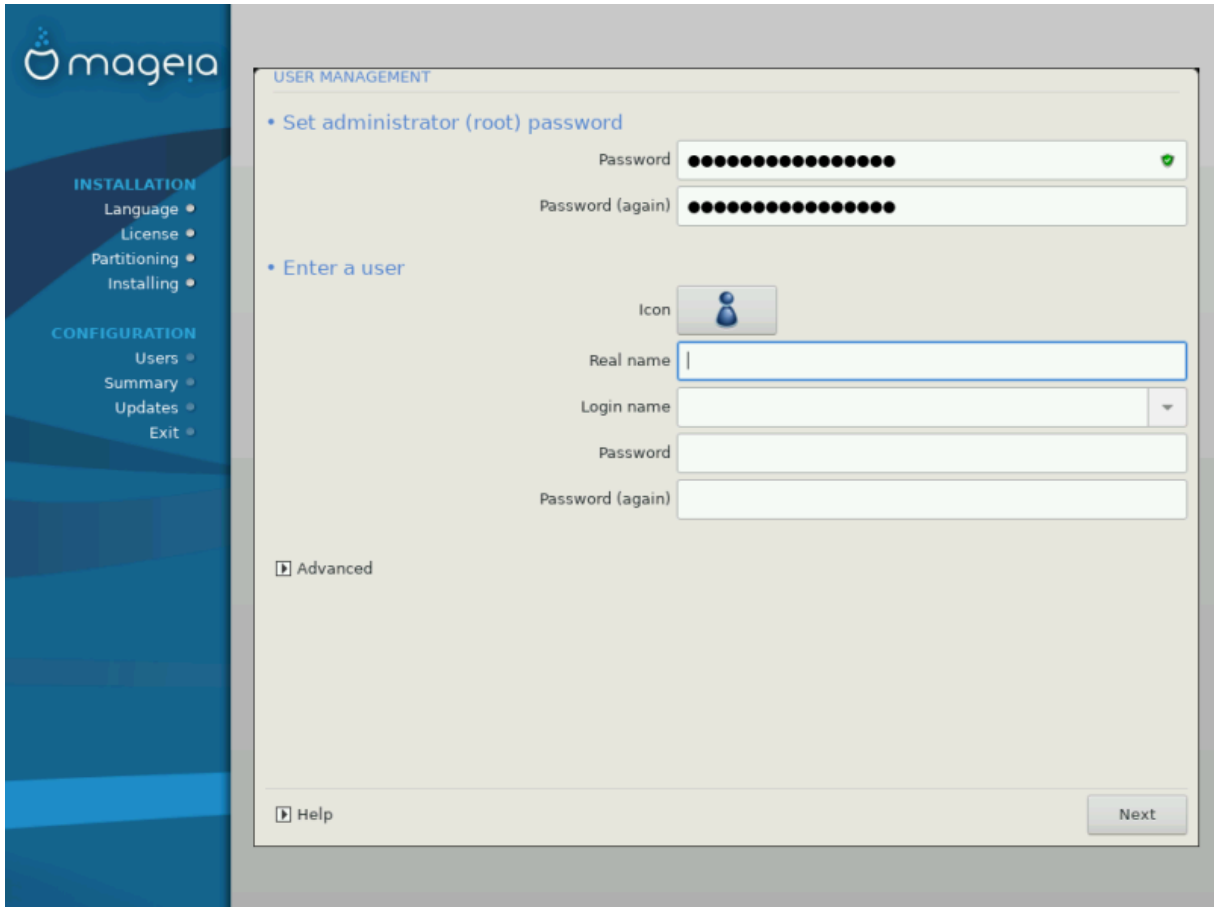 mageia
INSTALLATION
Language
License
Partitioning
Installing
CONFIGURATION
Users
Summary
Updates
Exit
USER MANAGEMENT
• Set administrator (root) password
Password ●●●●●●●●●●●●●●●●
Password (again) ●●●●●●●●●●●●●●●●
• Enter a user
Icon
Real name
Login name
Password
Password (again)
Advanced
Help
Next